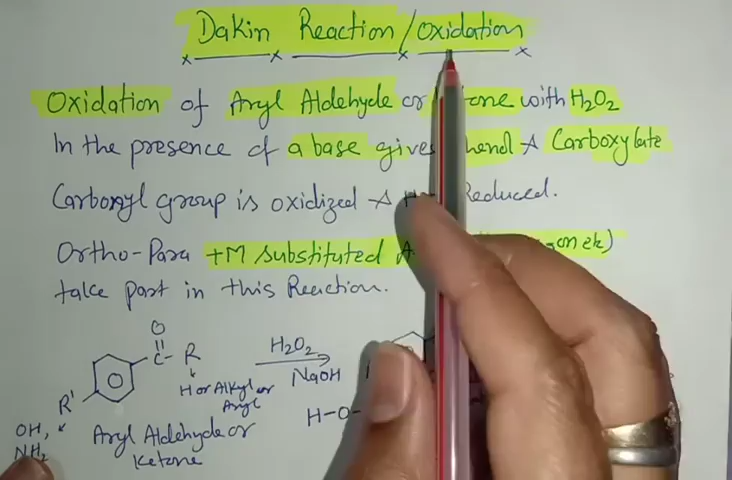 Dakin Reaction/Oxidation
Oxidation of Aryl Aldehyde or with H2O2
In the presence of a base gives & Carboxylate
Carbonyl group is oxidized & Reduced.
Ortho-Para +M substituted
take part in this Reaction.
O
C-R
H2O2
NaOH
H or Alkyl or
Aryl
R'
OH,
NH2
Aryl Aldehyde or
Ketone
H-O-